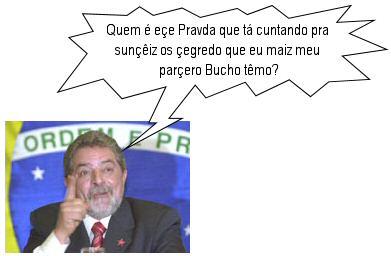 Quem é eçe Pravda que tá cuntando pra
sunçêiz os çegredo que eu maiz meu
parçero Bucho têmo?
ORDEM E PR